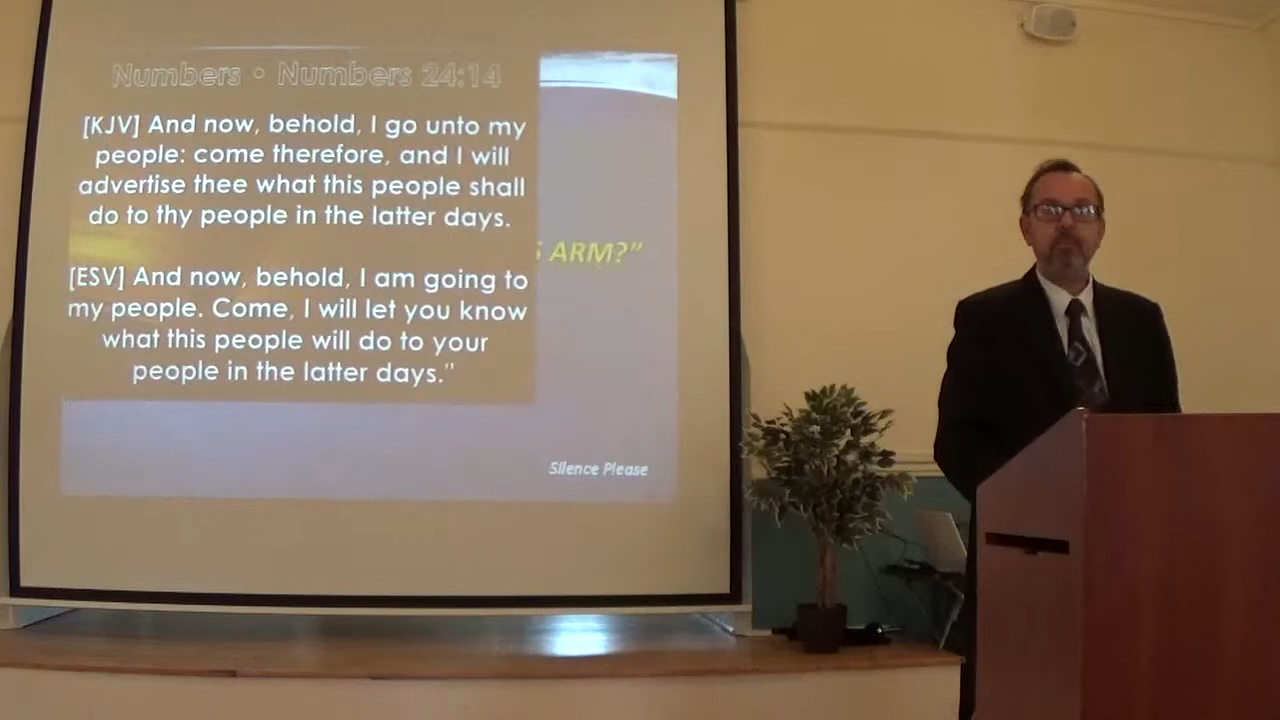 Numbers • Numbers 24:14
[KJV] And now, behold, I go unto my
people: come therefore, and I will
advertise thee what this people shall
do to thy people in the latter days.
[ESV] And now, behold, I am going to
my people. Come, I will let you know
what this people will do to your
people in the latter days."
ARM?"
Silence Please